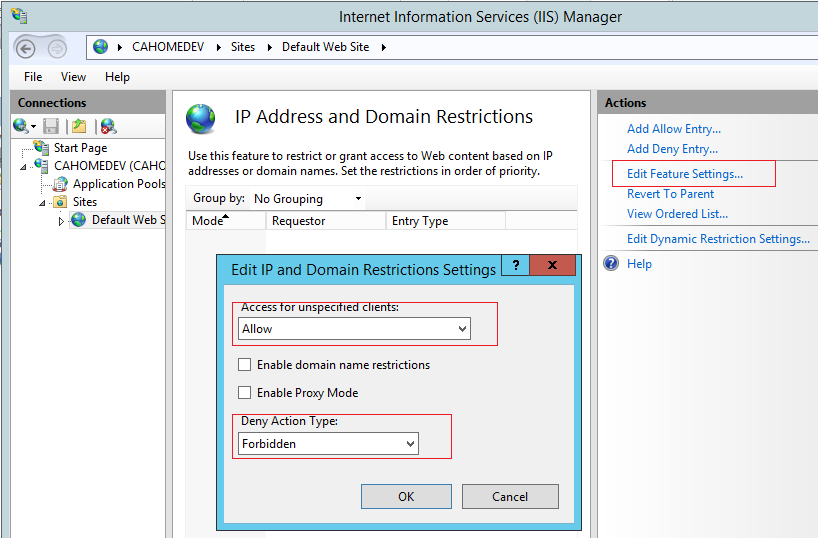 Internet Information Services (IIS) Manager
CAHOMEDEV Sites Default Web Site
File View Help
Connections
Start Page
CAHOMEDEV (CAHO
Application Pools
Sites
Default Web S
IP Address and Domain Restrictions
Use this feature to restrict or grant access to Web content based on IP
addresses or domain names. Set the restrictions in order of priority.
Group by: No Grouping
Mode Requestor Entry Type
Edit IP and Domain Restrictions Settings ? x
Access for unspecified clients:
Allow
Enable domain name restrictions
Enable Proxy Mode
Deny Action Type:
Forbidden
OK Cancel
Actions
Add Allow Entry...
Add Deny Entry...
Edit Feature Settings...
Revert To Parent
View Ordered List...
Edit Dynamic Restriction Settings...
Help